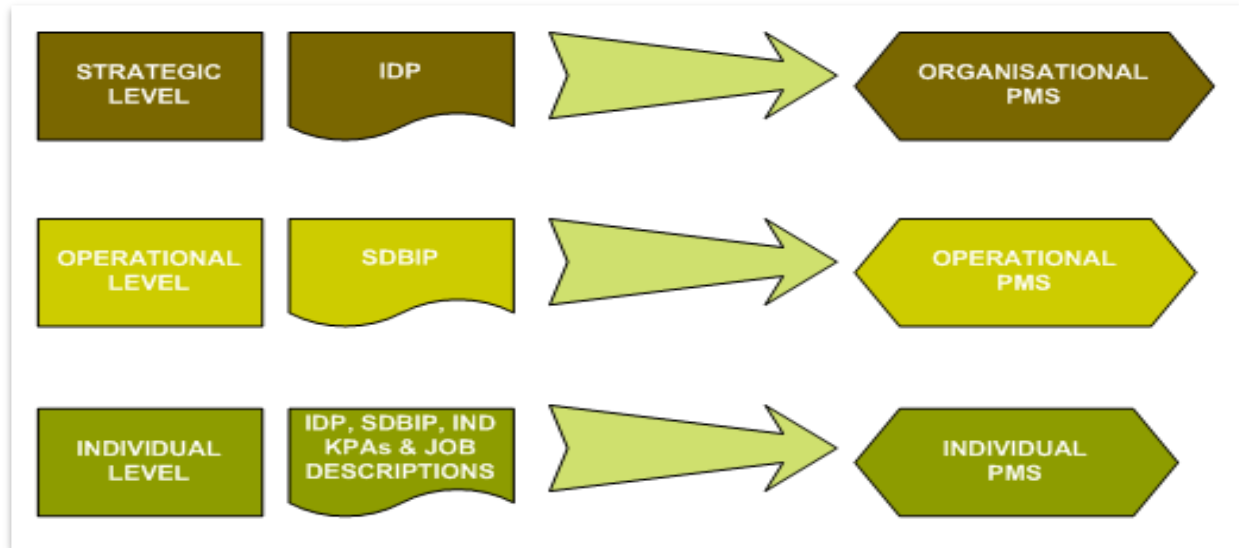 STRATEGIC
LEVEL
IDP
ORGANISATIONAL
PMS
OPERATIONAL
LEVEL
SDBIP
OPERATIONAL
PMS
INDIVIDUAL
LEVEL
IDP, SDBIP, IND
KPAs & JOB
DESCRIPTIONS
INDIVIDUAL
PMS